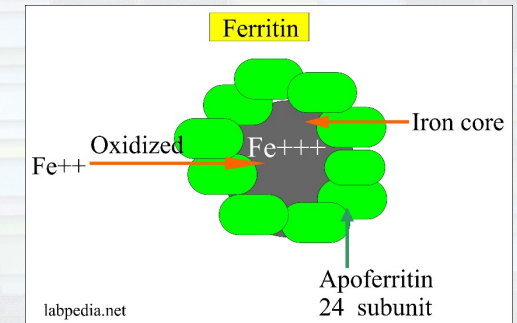 Ferritin
Iron core
Oxidized
Fe+++
Fe++
Apoferritin
24 subunit
labpedia.net